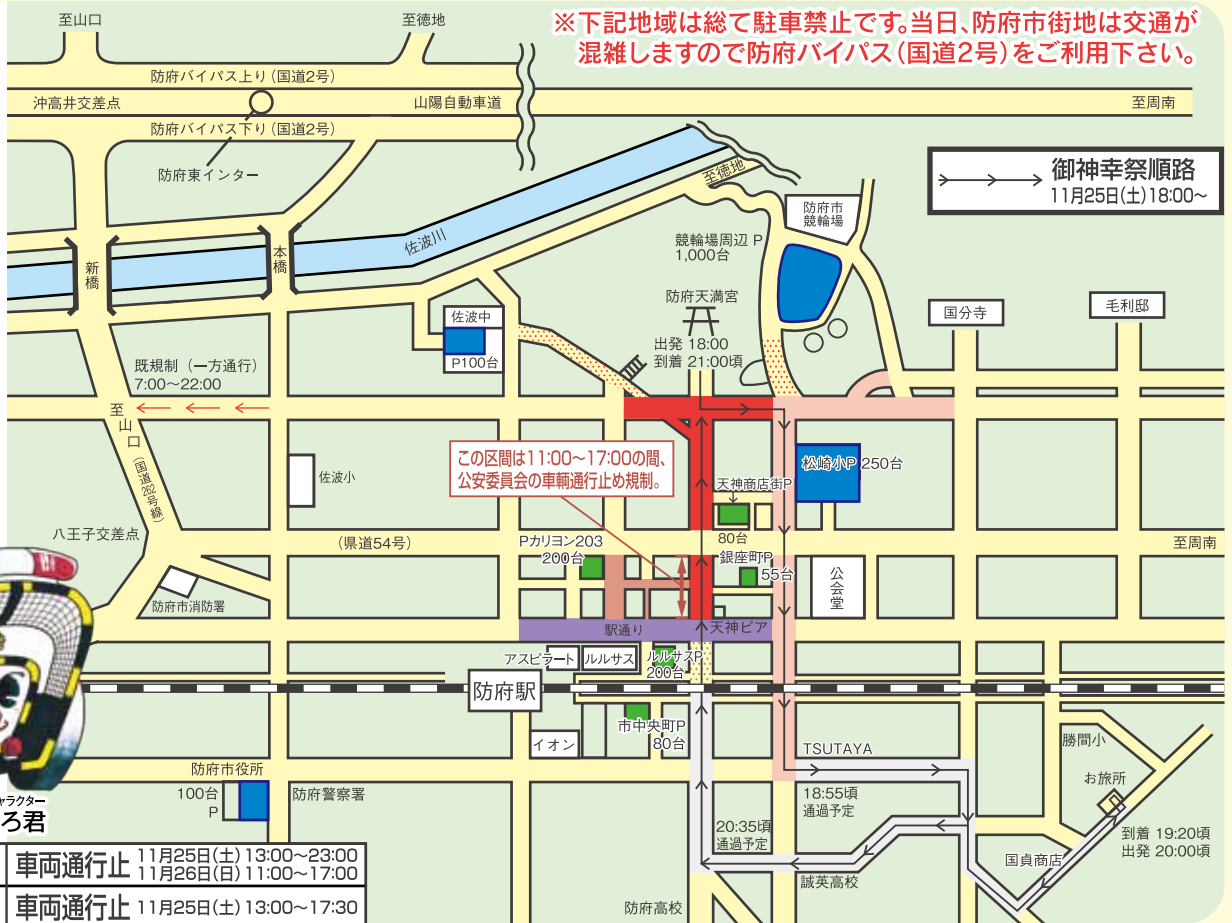 ※下記地域は総て駐車禁止です。当日、防府市街地は交通が
混雑しますので防府バイパス(国道2号)をご利用下さい。
至山口
至徳地
防府バイパス上り(国道2号)
沖高井交差点
山陽自動車道
至周南
防府バイパス下り(国道2号)
防府東インター
御神幸祭順路
11月25日(土)18:00〜
至徳地
防府市
競輪場
佐波川
新橋
本橋
競輪場周辺 P
1,000台
防府天満宮
出発 18:00
到着 21:00頃
国分寺
毛利邸
佐波中
P100台
既規制(一方通行)
7:00〜22:00
至山口
(国道262号線)
この区間は11:00〜17:00の間、
公安委員会の車輌通行止め規制。
佐波小
松崎小P 250台
天神商店街P
80台
八王子交差点
(県道54号)
至周南
Pカリヨン203
200台
銀座町P
55台
公会堂
防府市消防署
駅通り
天神ピア
アスピラート
ルルサス
ルルサスP
200台
防府駅
市中央町P
80台
イオン
TSUTAYA
勝間小
お旅所
防府市役所
100台
P
防府警察署
18:55頃
通過予定
20:35頃
通過予定
到着 19:20頃
出発 20:00頃
国貞商店
誠英高校
防府高校
ャラクター
ろ君
車両通行止 11月25日(土)13:00〜23:00
11月26日(日)11:00〜17:00
車両通行止 11月25日(土)13:00〜17:30